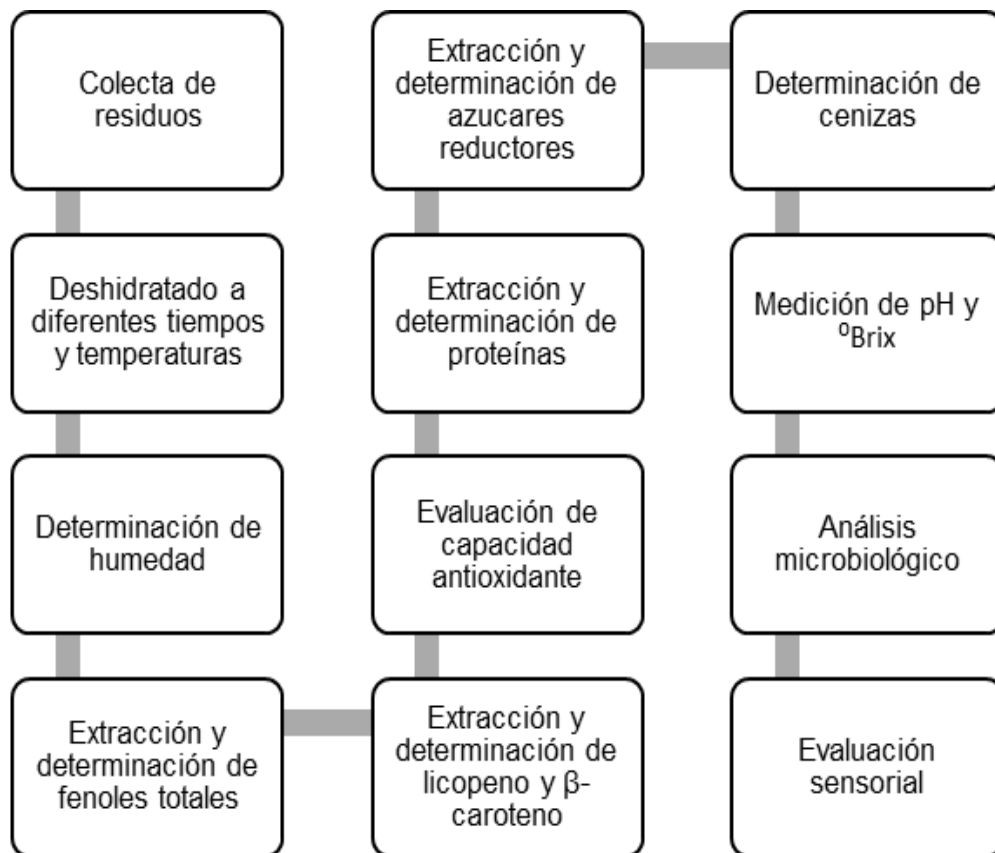 Colecta de
residuos
Deshidratado a
diferentes tiempos
y temperaturas
Determinación de
humedad
Extracción y
determinación de
fenoles totales
Extracción y
determinación de
licopeno y β-
caroteno
Evaluación de
capacidad
antioxidante
Extracción y
determinación de
proteínas
Extracción y
determinación de
azucares
reductores
Determinación de
cenizas
Medición de pH y
ºBrix
Análisis
microbiológico
Evaluación
sensorial